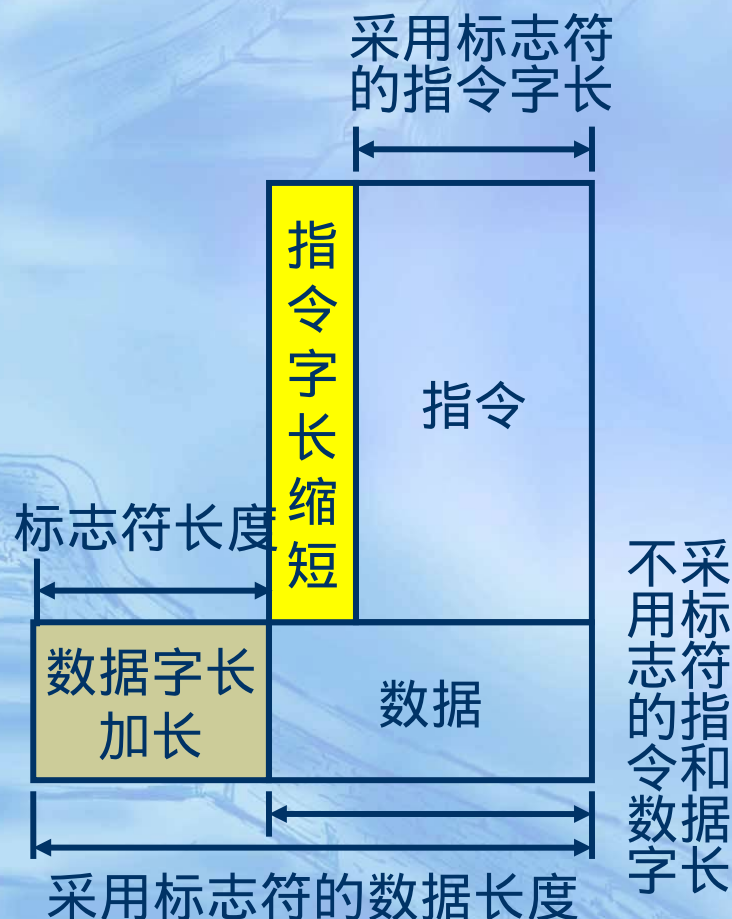 采用标志符
的指令字长
指
令
字
长
缩
短
指令
标志符长度
数据字长
加长
数据
不采
用标
志符
的指
令和
数据
字长
采用标志符的数据长度